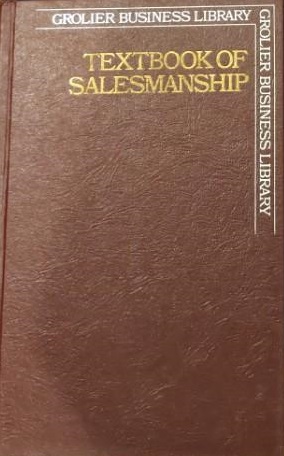 GROLIER BUSINESS LIBRARY
GROLIER BUSINESS LIBRARY
TEXTBOOK OF
SALESMANSHIP